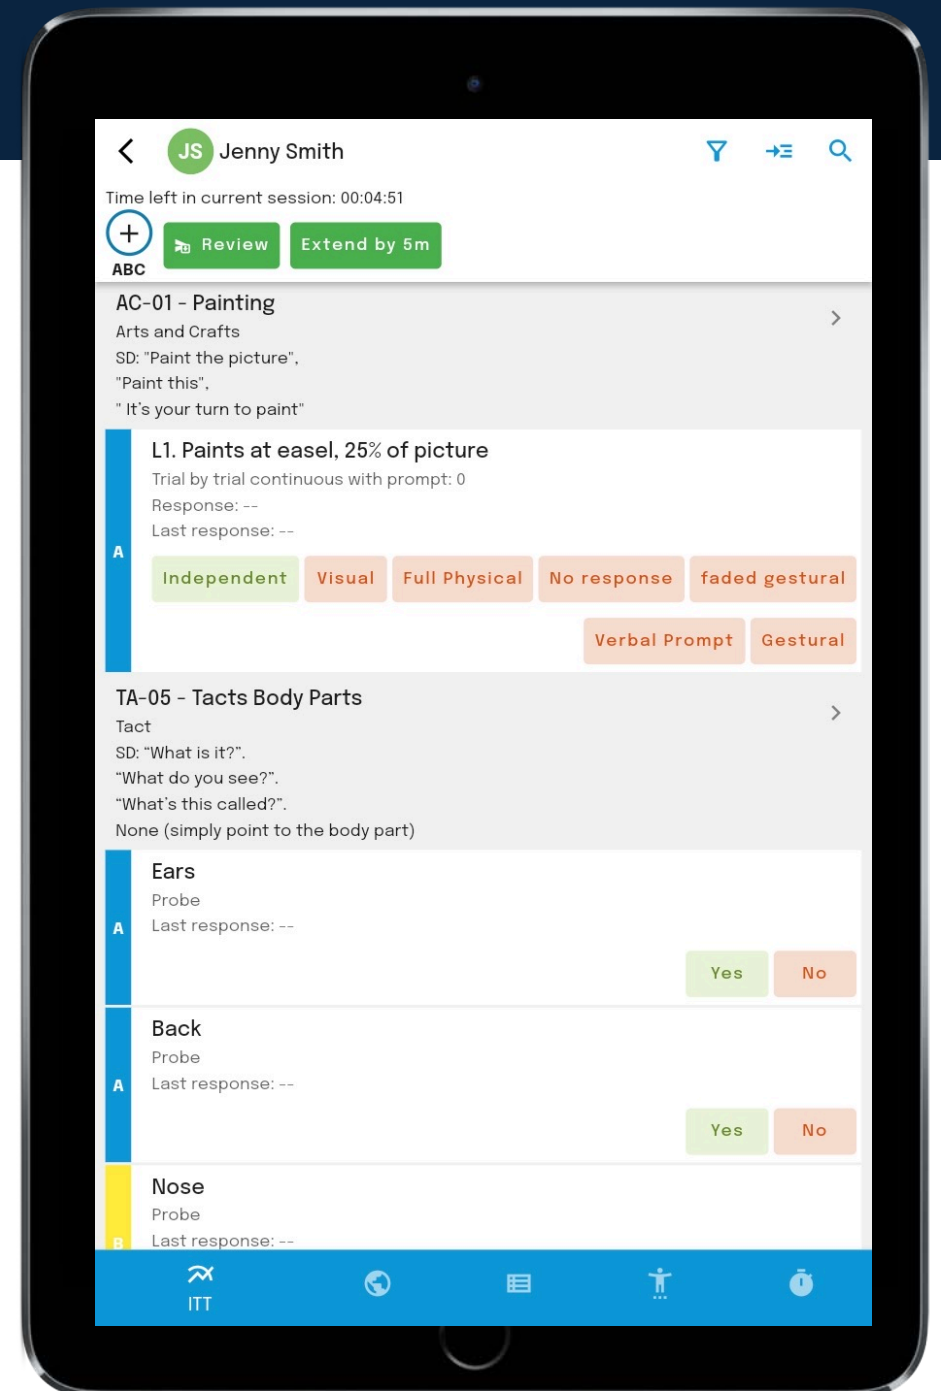 JS Jenny Smith
Time left in current session: 00:04:51
ABC
Review
Extend by 5m
AC-01 - Painting
Arts and Crafts
SD: "Paint the picture",
"Paint this",
" It's your turn to paint"
A
L1. Paints at easel, 25% of picture
Trial by trial continuous with prompt: 0
Response: --
Last response: --
Independent Visual Full Physical No response faded gestural
Verbal Prompt Gestural
TA-05 - Tacts Body Parts
Tact
SD: “What is it?”.
“What do you see?”.
“What’s this called?”.
None (simply point to the body part)
A
Ears
Probe
Last response: --
Yes No
A
Back
Probe
Last response: --
Yes No
B
Nose
Probe
Last response: --
ITT